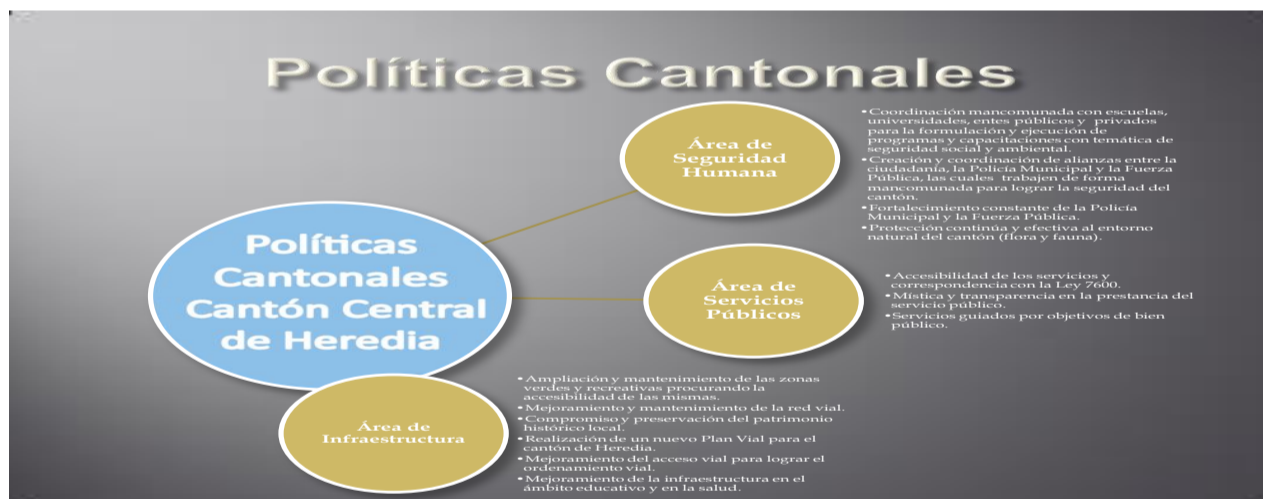 Políticas Cantonales
Área de
Seguridad
Humana
•Coordinación mancomunada con escuelas,
universidades, entes públicos y privados
para la formulación y ejecución de
programas y capacitaciones con temática de
seguridad social y ambiental.
•Creación y coordinación de alianzas entre la
ciudadanía, la Policía Municipal y la Fuerza
Pública, las cuales trabajen de forma
mancomunada para lograr la seguridad del
cantón.
•Fortalecimiento constante de la Policía
Municipal y la Fuerza Pública.
•Protección continúa y efectiva al entorno
natural del cantón (flora y fauna).
Políticas
Cantonales
Cantón Central
de Heredia
Área de
Servicios
Públicos
•Accesibilidad de los servicios y
correspondencia con la Ley 7600.
•Mística y transparencia en la prestancia del
servicio público.
•Servicios guiados por objetivos de bien
público.
Área de
Infraestructura
•Ampliación y mantenimiento de las zonas
verdes y recreativas procurando la
accesibilidad de las mismas.
•Mejoramiento y mantenimiento de la red vial.
•Compromiso y preservación del patrimonio
histórico local.
•Realización de un nuevo Plan Vial para el
cantón de Heredia.
•Mejoramiento del acceso vial para lograr el
ordenamiento vial.
•Mejoramiento de la infraestructura en el
ámbito educativo y en la salud.